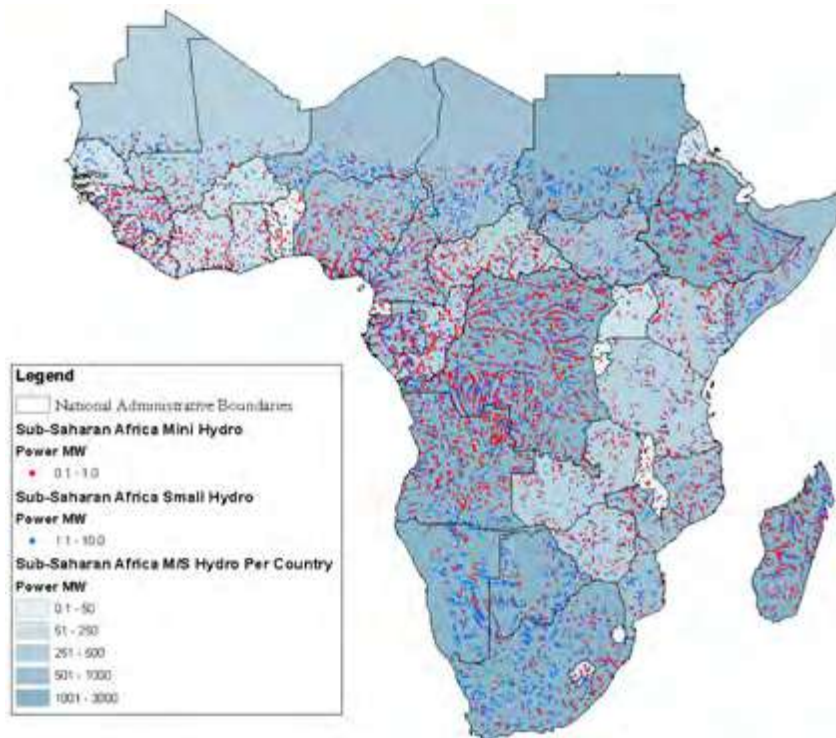 Legend
National Administrative Boundaries
Sub-Saharan Africa Mini Hydro
Power MW
0.1 - 1.0
Sub-Saharan Africa Small Hydro
Power MW
1.1 - 10.0
Sub-Saharan Africa M/S Hydro Per Country
Power MW
0.1 - 50
51 - 250
251 - 500
501 - 1000
1001 - 3000